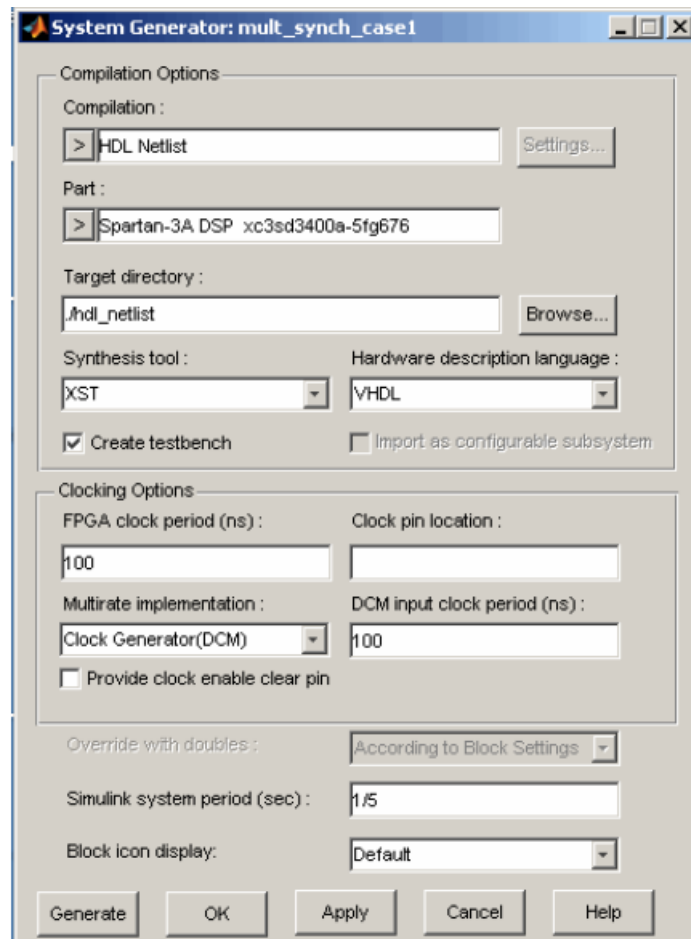 System Generator: mult_synch_case1
Compilation Options
Compilation :
> HDL Netlist Settings...
Part :
> Spartan-3A DSP xc3sd3400a-5fg676
Target directory :
./hdl_netlist Browse...
Synthesis tool : Hardware description language :
XST VHDL
Create testbench Import as configurable subsystem
Clocking Options
FPGA clock period (ns) : Clock pin location :
100
Multirate implementation : DCM input clock period (ns) :
Clock Generator(DCM) 100
Provide clock enable clear pin
Override with doubles : According to Block Settings
Simulink system period (sec) : 1/5
Block icon display: Default
Generate OK Apply Cancel Help